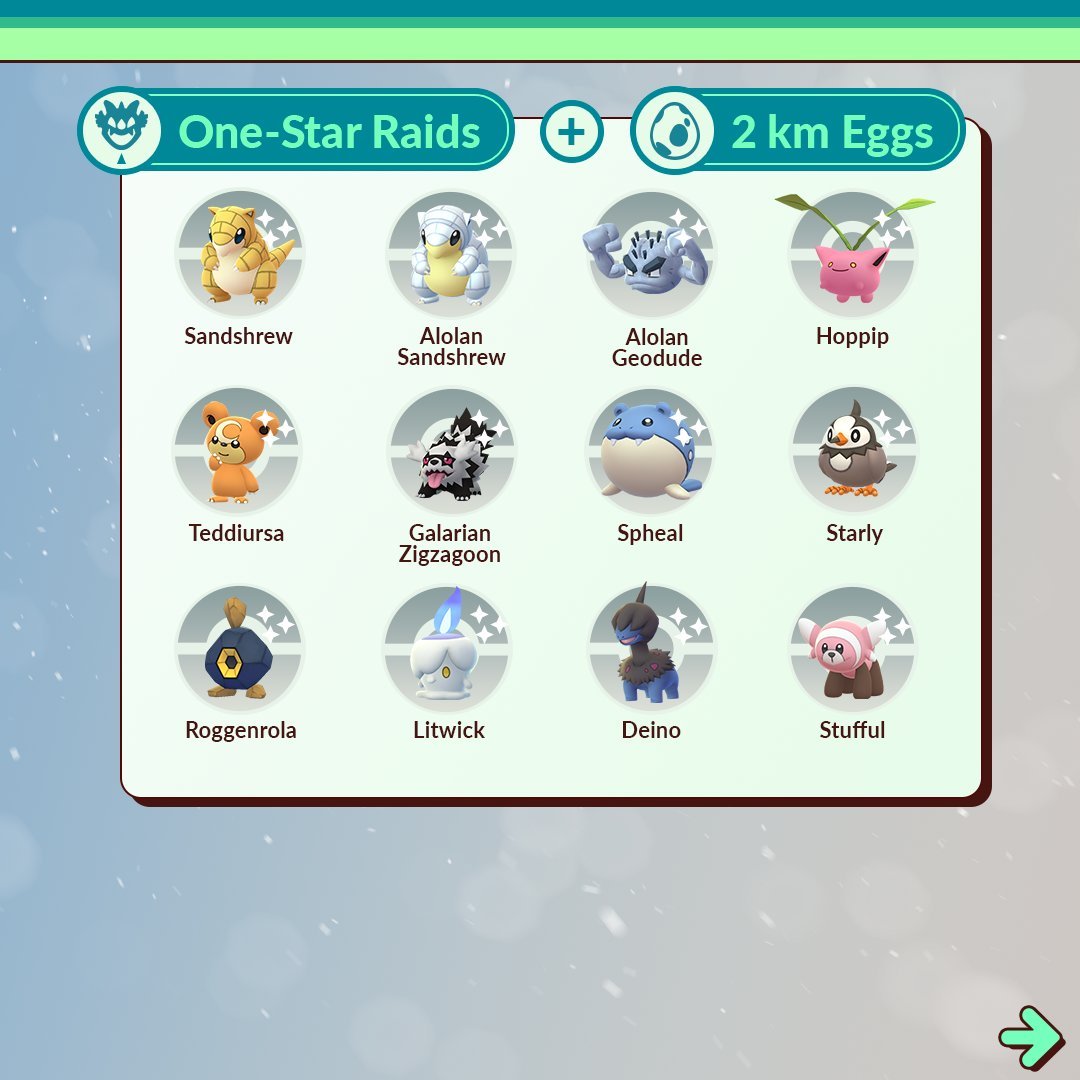 One-Star Raids + 2 km Eggs
Sandshrew
Alolan
Sandshrew
Alolan
Geodude
Hoppip
Teddiursa
Galarian
Zigzagoon
Spheal
Starly
Roggenrola
Litwick
Deino
Stufful